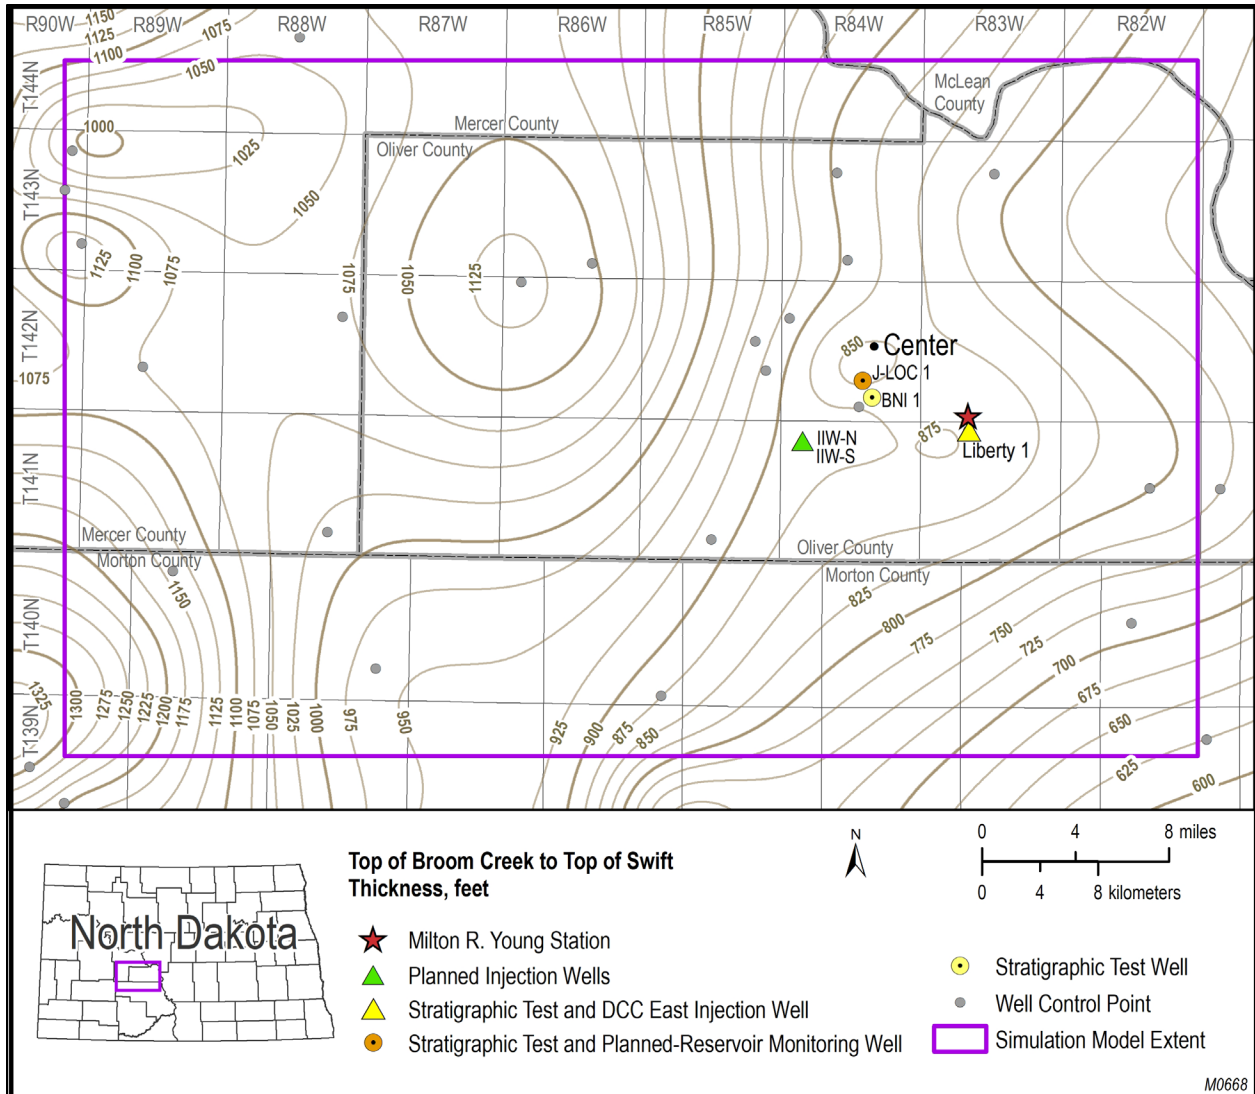 R90W R89W R88W R87W R86W R85W R84W R83W R82W
1150
1125
1100
1075
1050
T144N
McLean
County
1000
Mercer County
Oliver County
1025
T143N
1050
1125
1100
1075
1075
1050
1125
T142N
850
Center
J-LOC 1
1075
BNI 1
875
IIW-N
IIW-S
Liberty 1
T141N
Mercer County
Morton County
Oliver County
Morton County
1150
825
T140N
800
775
750
725
700
675
650
625
600
T139N
1325
1300
1275
1250
1225
1200
1175
1125
1100
1075
1050
1025
1000
975
950
925
900
875
850
North Dakota
Top of Broom Creek to Top of Swift
Thickness, feet
Milton R. Young Station
Planned Injection Wells
Stratigraphic Test and DCC East Injection Well
Stratigraphic Test and Planned-Reservoir Monitoring Well
N
0 4 8 miles
0 4 8 kilometers
Stratigraphic Test Well
Well Control Point
Simulation Model Extent
M0668